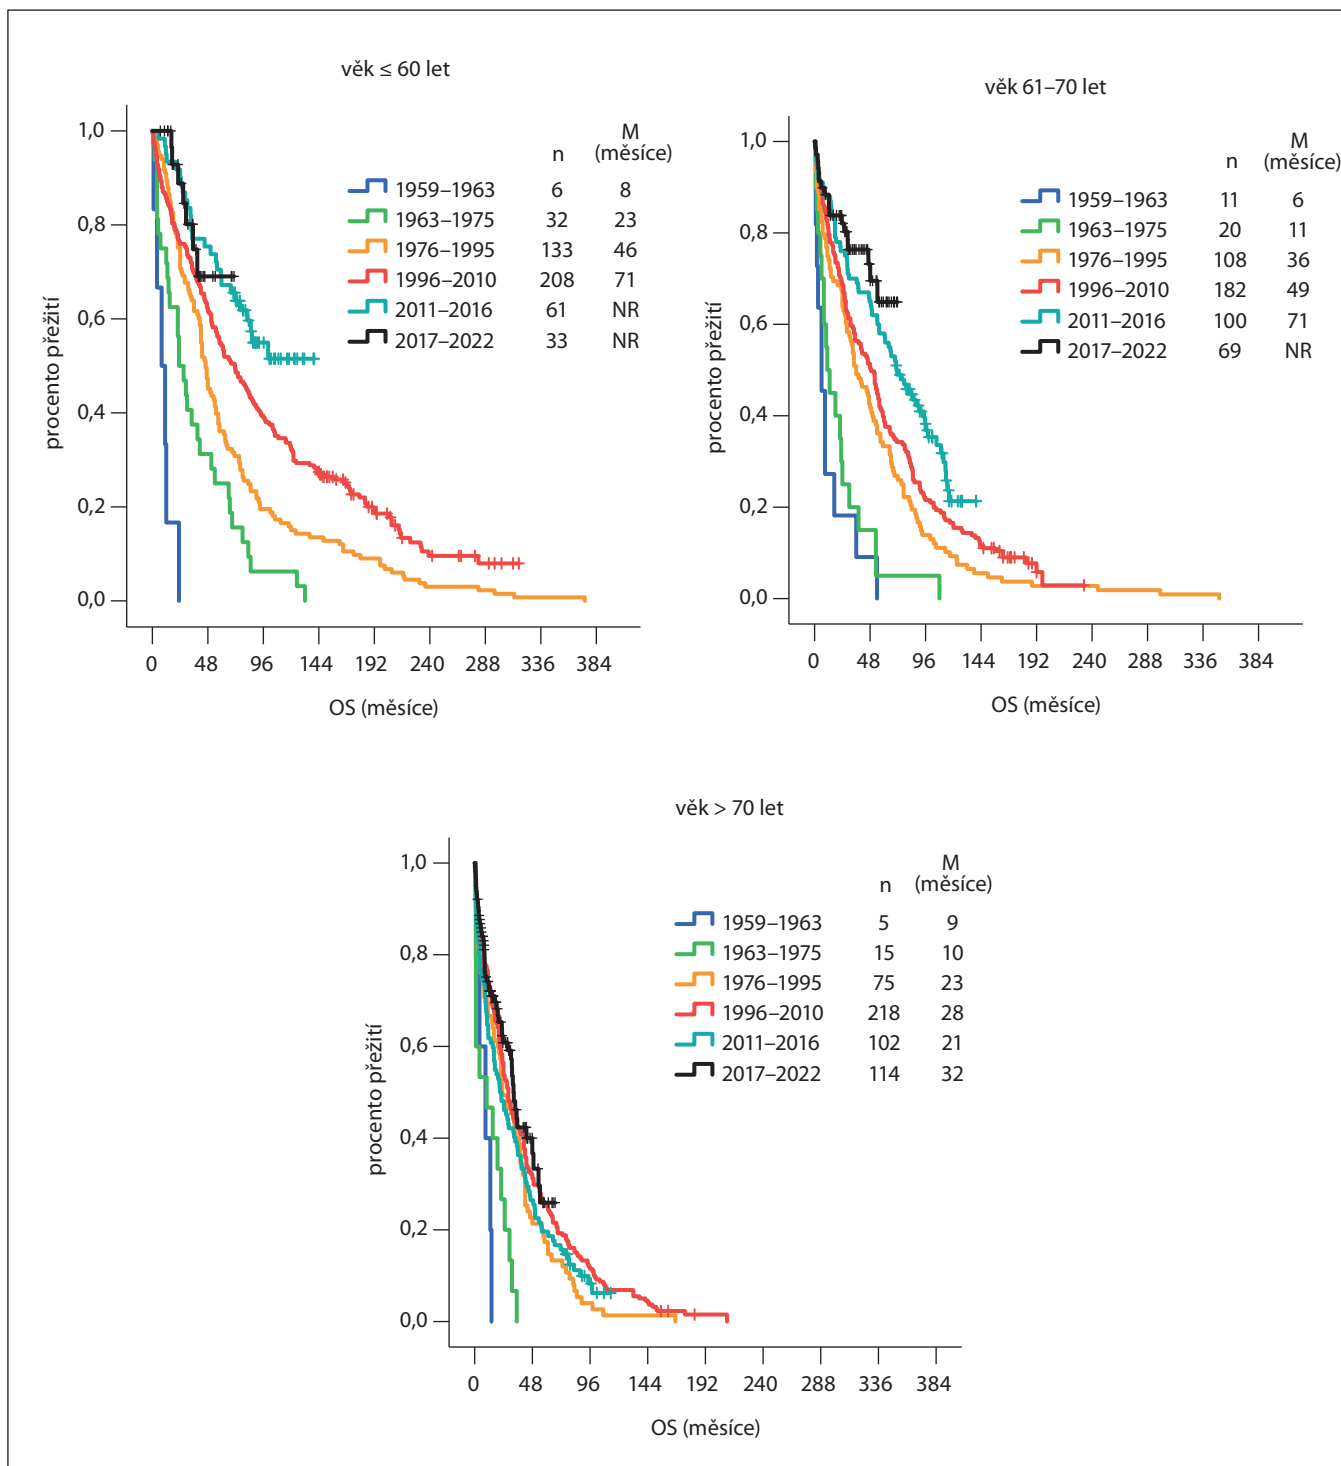 věk ≤ 60 let
n M (měsíce)
1959–1963 6 8
1963–1975 32 23
1976–1995 133 46
1996–2010 208 71
2011–2016 61 NR
2017–2022 33 NR
procento přežití
1,0
0,8
0,6
0,4
0,2
0,0
0 48 96 144 192 240 288 336 384
OS (měsíce)
věk 61–70 let
n M (měsíce)
1959–1963 11 6
1963–1975 20 11
1976–1995 108 36
1996–2010 182 49
2011–2016 100 71
2017–2022 69 NR
procento přežití
1,0
0,8
0,6
0,4
0,2
0,0
0 48 96 144 192 240 288 336 384
OS (měsíce)
věk > 70 let
n M (měsíce)
1959–1963 5 9
1963–1975 15 10
1976–1995 75 23
1996–2010 218 28
2011–2016 102 21
2017–2022 114 32
procento přežití
1,0
0,8
0,6
0,4
0,2
0,0
0 48 96 144 192 240 288 336 384
OS (měsíce)